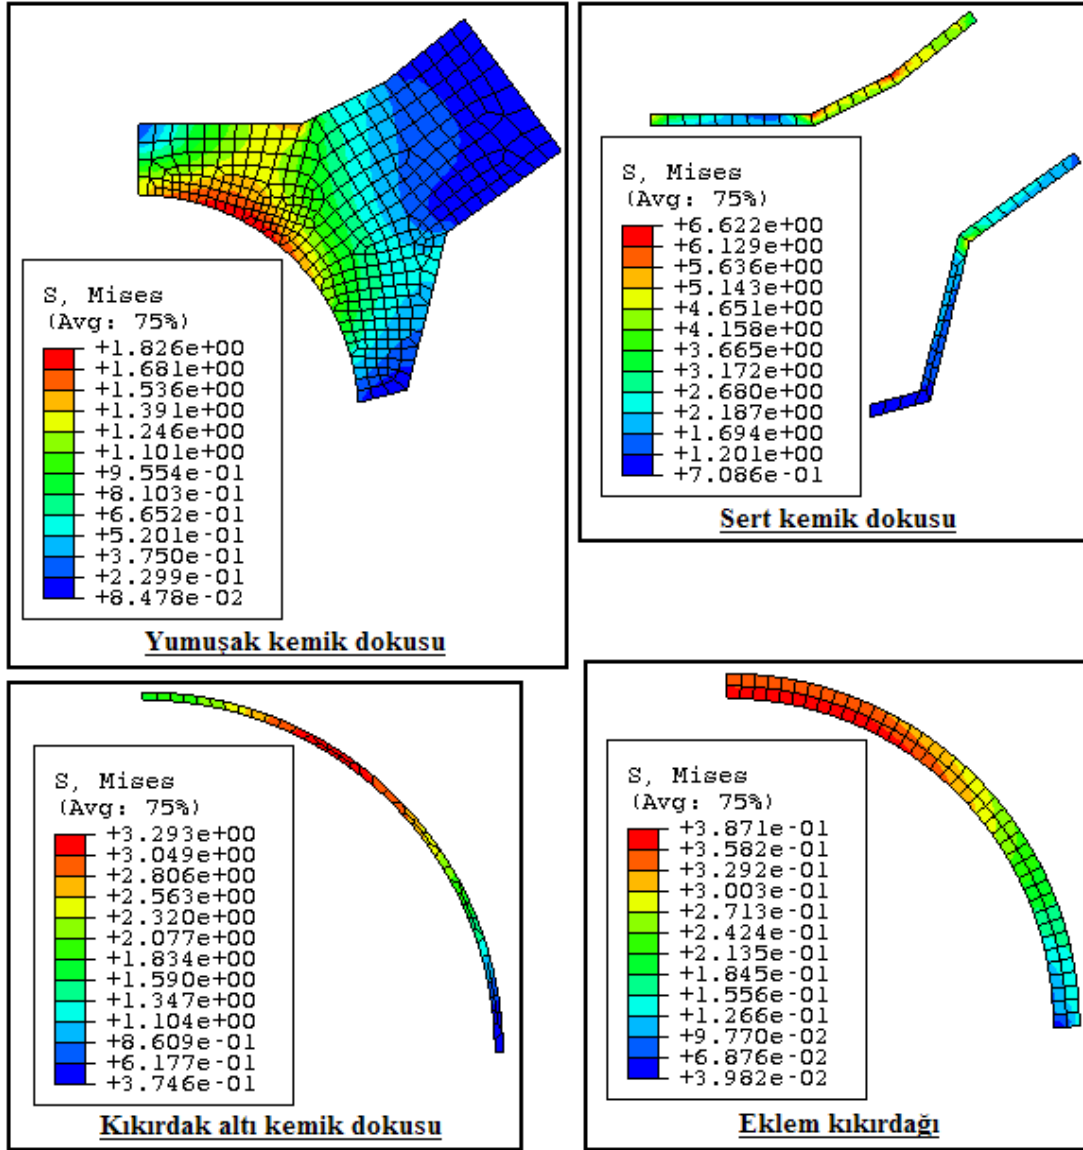 S, Mises
(Avg: 75%)
+1.826e+00
+1.681e+00
+1.536e+00
+1.391e+00
+1.246e+00
+1.101e+00
+9.554e-01
+8.103e-01
+6.652e-01
+5.201e-01
+3.750e-01
+2.299e-01
+8.478e-02
Yumuşak kemik dokusu
S, Mises
(Avg: 75%)
+6.622e+00
+6.129e+00
+5.636e+00
+5.143e+00
+4.651e+00
+4.158e+00
+3.665e+00
+3.172e+00
+2.680e+00
+2.187e+00
+1.694e+00
+1.201e+00
+7.086e-01
Sert kemik dokusu
S, Mises
(Avg: 75%)
+3.293e+00
+3.049e+00
+2.806e+00
+2.563e+00
+2.320e+00
+2.077e+00
+1.834e+00
+1.590e+00
+1.347e+00
+1.104e+00
+8.609e-01
+6.177e-01
+3.746e-01
Kıkırdak altı kemik dokusu
S, Mises
(Avg: 75%)
+3.871e-01
+3.582e-01
+3.292e-01
+3.003e-01
+2.713e-01
+2.424e-01
+2.135e-01
+1.845e-01
+1.556e-01
+1.266e-01
+9.770e-02
+6.876e-02
+3.982e-02
Eklem kıkırdağı